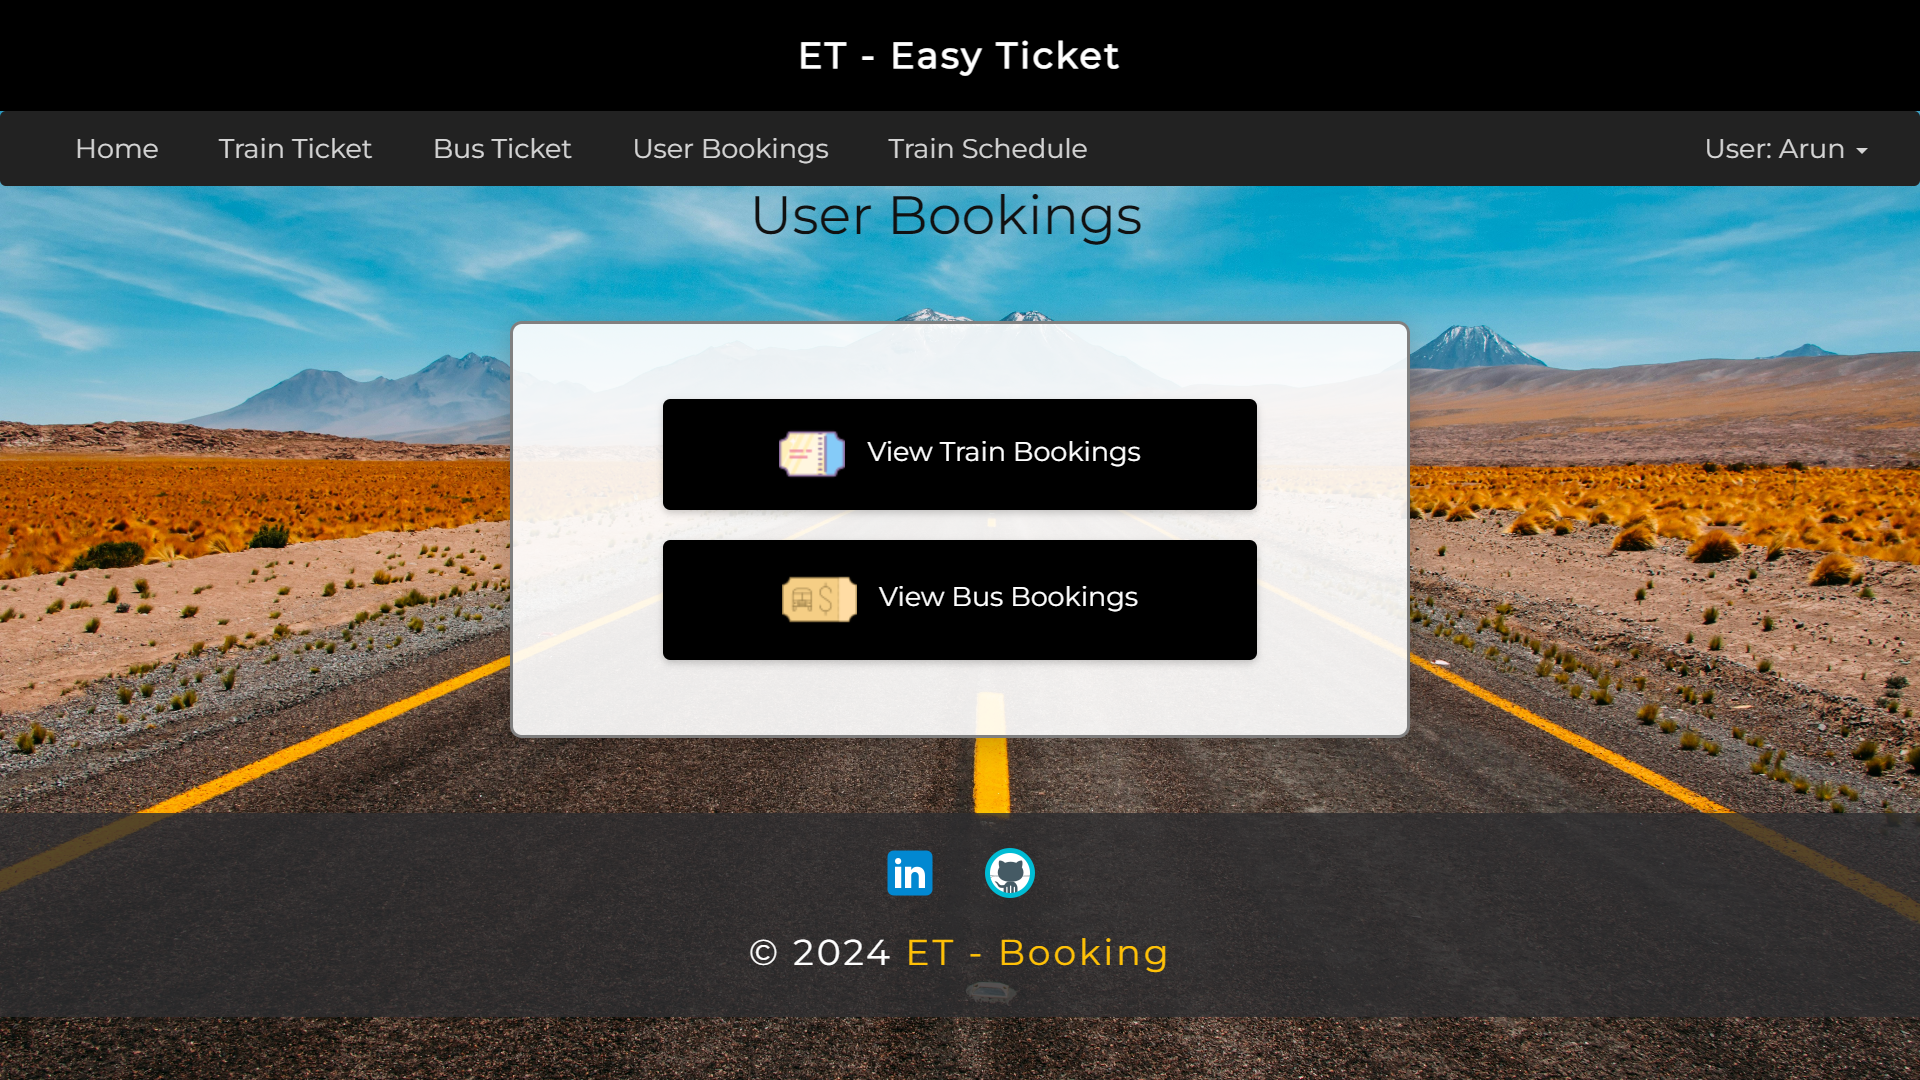 ET - Easy Ticket
Home Train Ticket Bus Ticket User Bookings Train Schedule User: Arun
User Bookings
View Train Bookings
$ View Bus Bookings
in
© 2024 ET - Booking